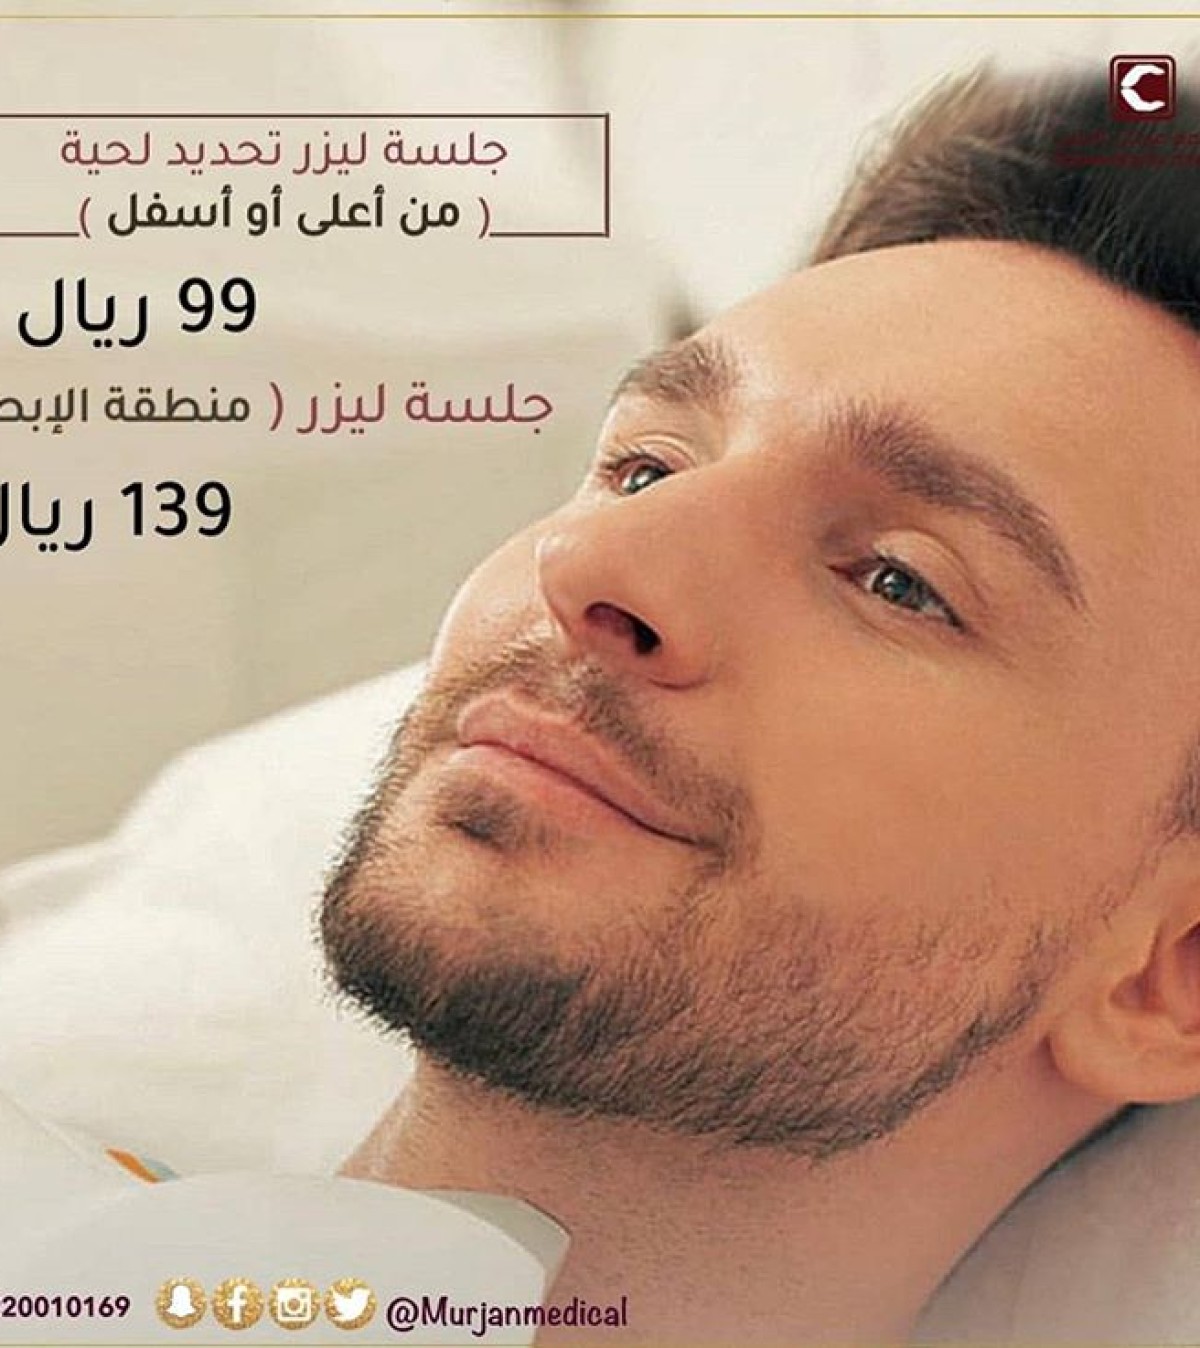 جلسة ليزر تحديد لحية
( من أعلى أو أسفل )
99 ريال
جلسة ليزر ( منطقة
139 ريال
20010169 @Murjanmedical